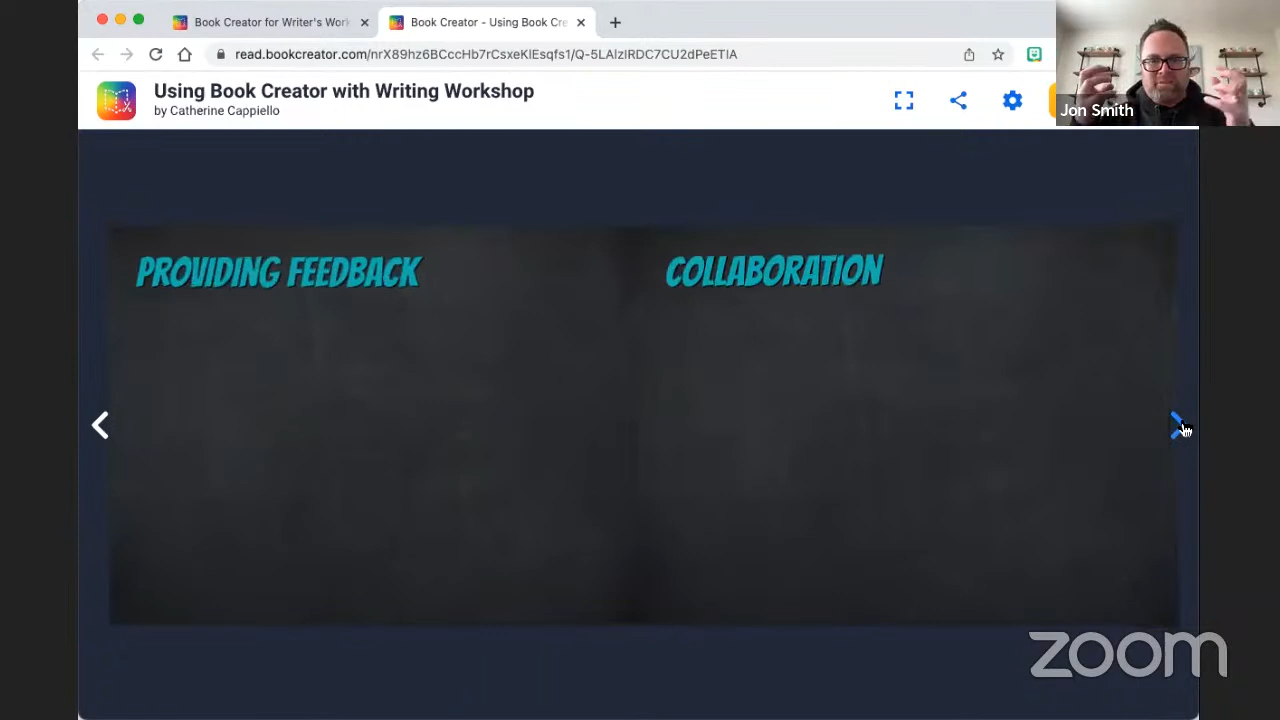 Book Creator for Writer's Work
Book Creator - Using Book Cre
read.bookcreator.com/nrX89hz6BCccHb7rCsxeKlEsqfs1/Q-5LAlzlRDC7CU2dPeETIA
Using Book Creator with Writing Workshop
by Catherine Cappiello
Jon Smith
PROVIDING FEEDBACK
COLLABORATION
zoom